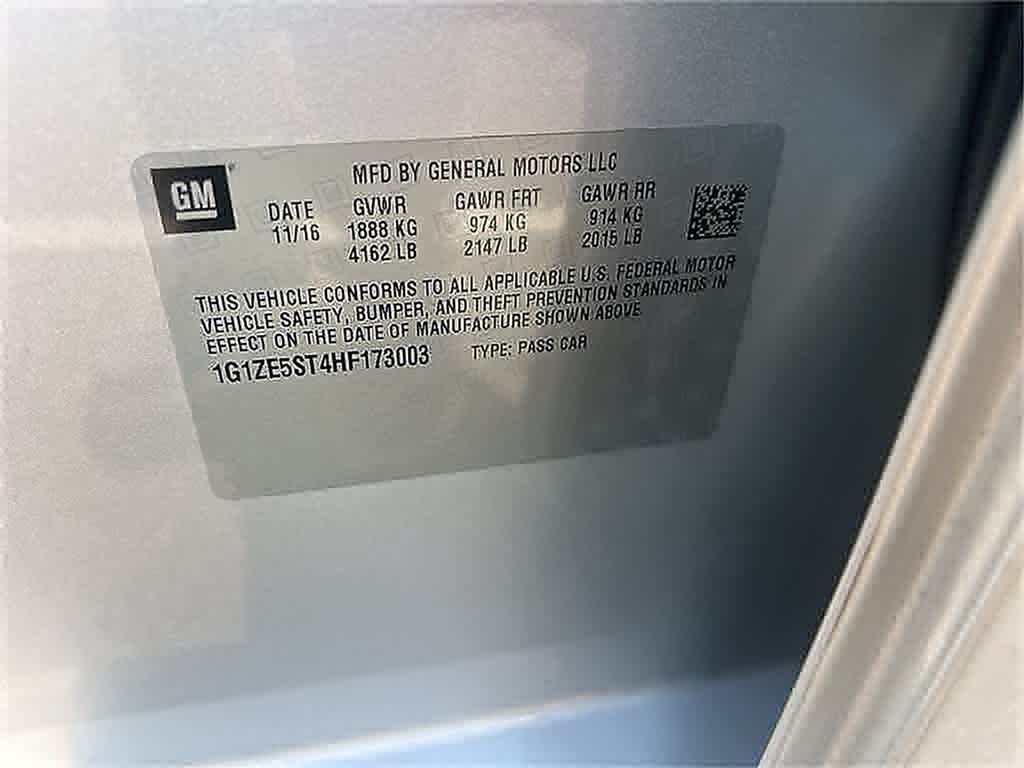 GM
MFD BY GENERAL MOTORS LLC
DATE GVWR GAWR FRT GAWR RR
11/16 1888 KG 974 KG 914 KG
4162 LB 2147 LB 2015 LB
THIS VEHICLE CONFORMS TO ALL APPLICABLE U.S. FEDERAL MOTOR
VEHICLE SAFETY, BUMPER, AND THEFT PREVENTION STANDARDS IN
EFFECT ON THE DATE OF MANUFACTURE SHOWN ABOVE
1G1ZE5ST4HF173003 TYPE: PASS CAR